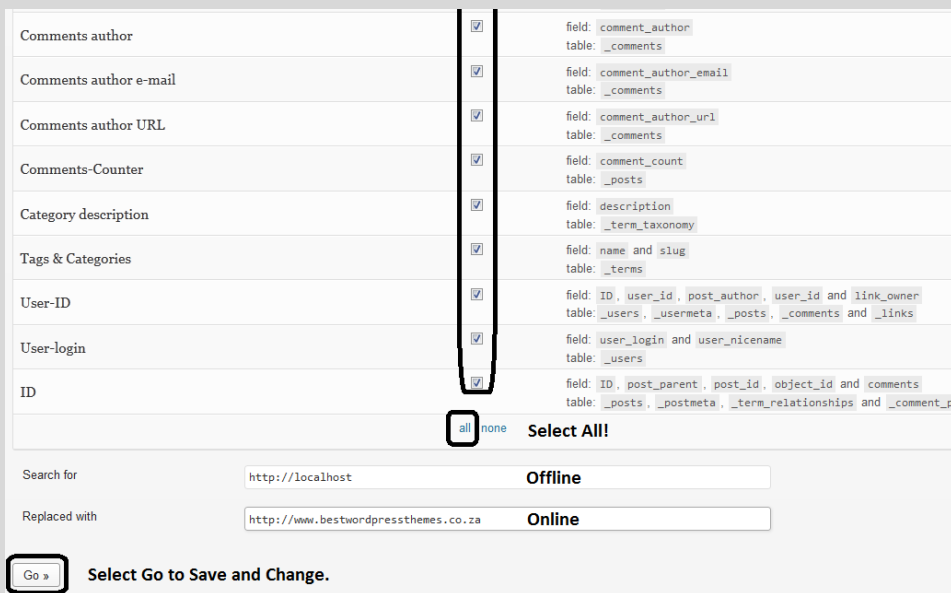 Comments author
field: comment_author
table: _comments
Comments author e-mail
field: comment_author_email
table: _comments
Comments author URL
field: comment_author_url
table: _comments
Comments-Counter
field: comment_count
table: _posts
Category description
field: description
table: _term_taxonomy
Tags & Categories
field: name and slug
table: _terms
User-ID
field: ID, user_id, post_author, user_id and link_owner
table: _users, _usermeta, _posts, _comments and _links
User-login
field: user_login and user_nicename
table: _users
ID
field: ID, post_parent, post_id, object_id and comments
table: _posts, _postmeta, _term_relationships and _comment_p
all none Select All!
Search for http://localhost Offline
Replaced with http://www.bestwordpressthemes.co.za Online
Go » Select Go to Save and Change.